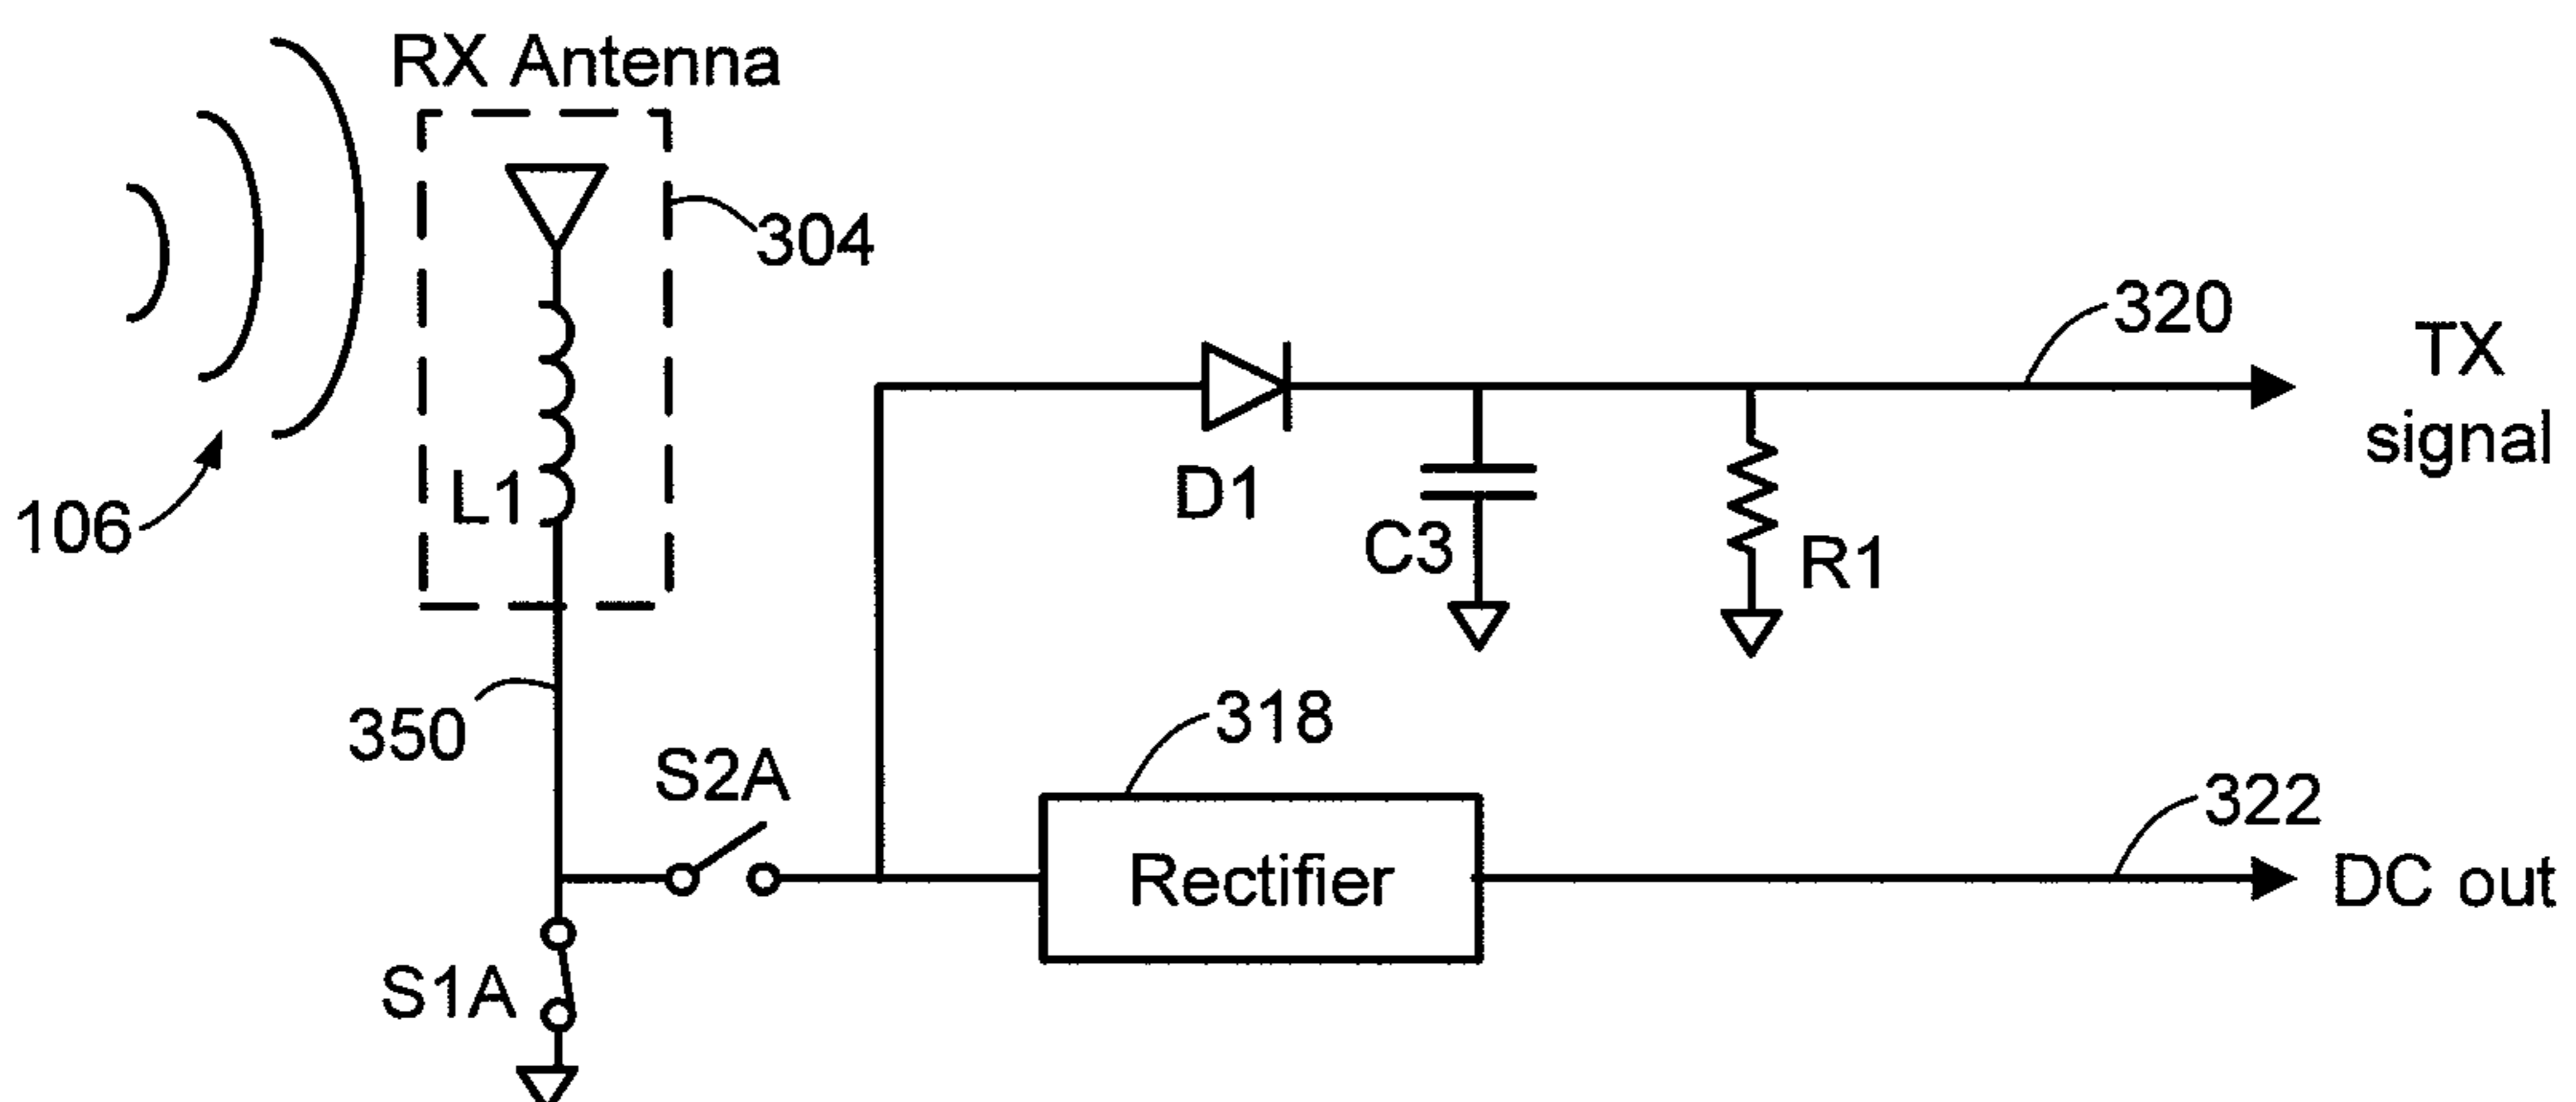 RX Antenna
304
320
TX
signal
L1
106
D1
C3
R1
350
318
S2A
322
Rectifier
DC out
S1A